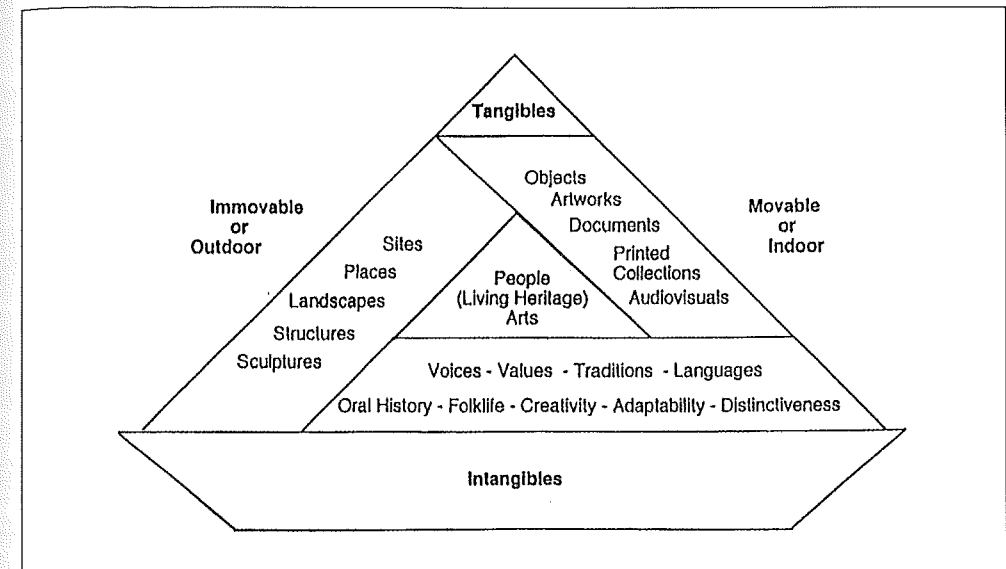 Tangibles
Immovable
or
Outdoor
Sites
Places
Landscapes
Structures
Sculptures
Objects
Artworks
Documents
Printed
Collections
Audiovisuals
Movable
or
Indoor
People
(Living Heritage)
Arts
Voices - Values - Traditions - Languages
Oral History - Folklife - Creativity - Adaptability - Distinctiveness
Intangibles